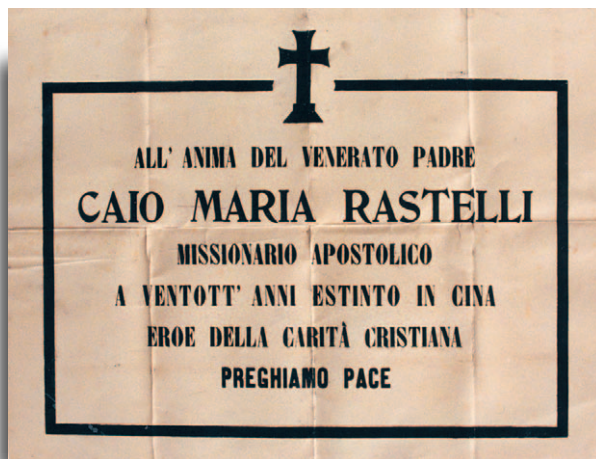 ALL' ANIMA DEL VENERATO PADRE
CAIO MARIA RASTELLI
MISSIONARIO APOSTOLICO
A VENTOTT' ANNI ESTINTO IN CINA
EROE DELLA CARITÀ CRISTIANA
PREGHIAMO PACE